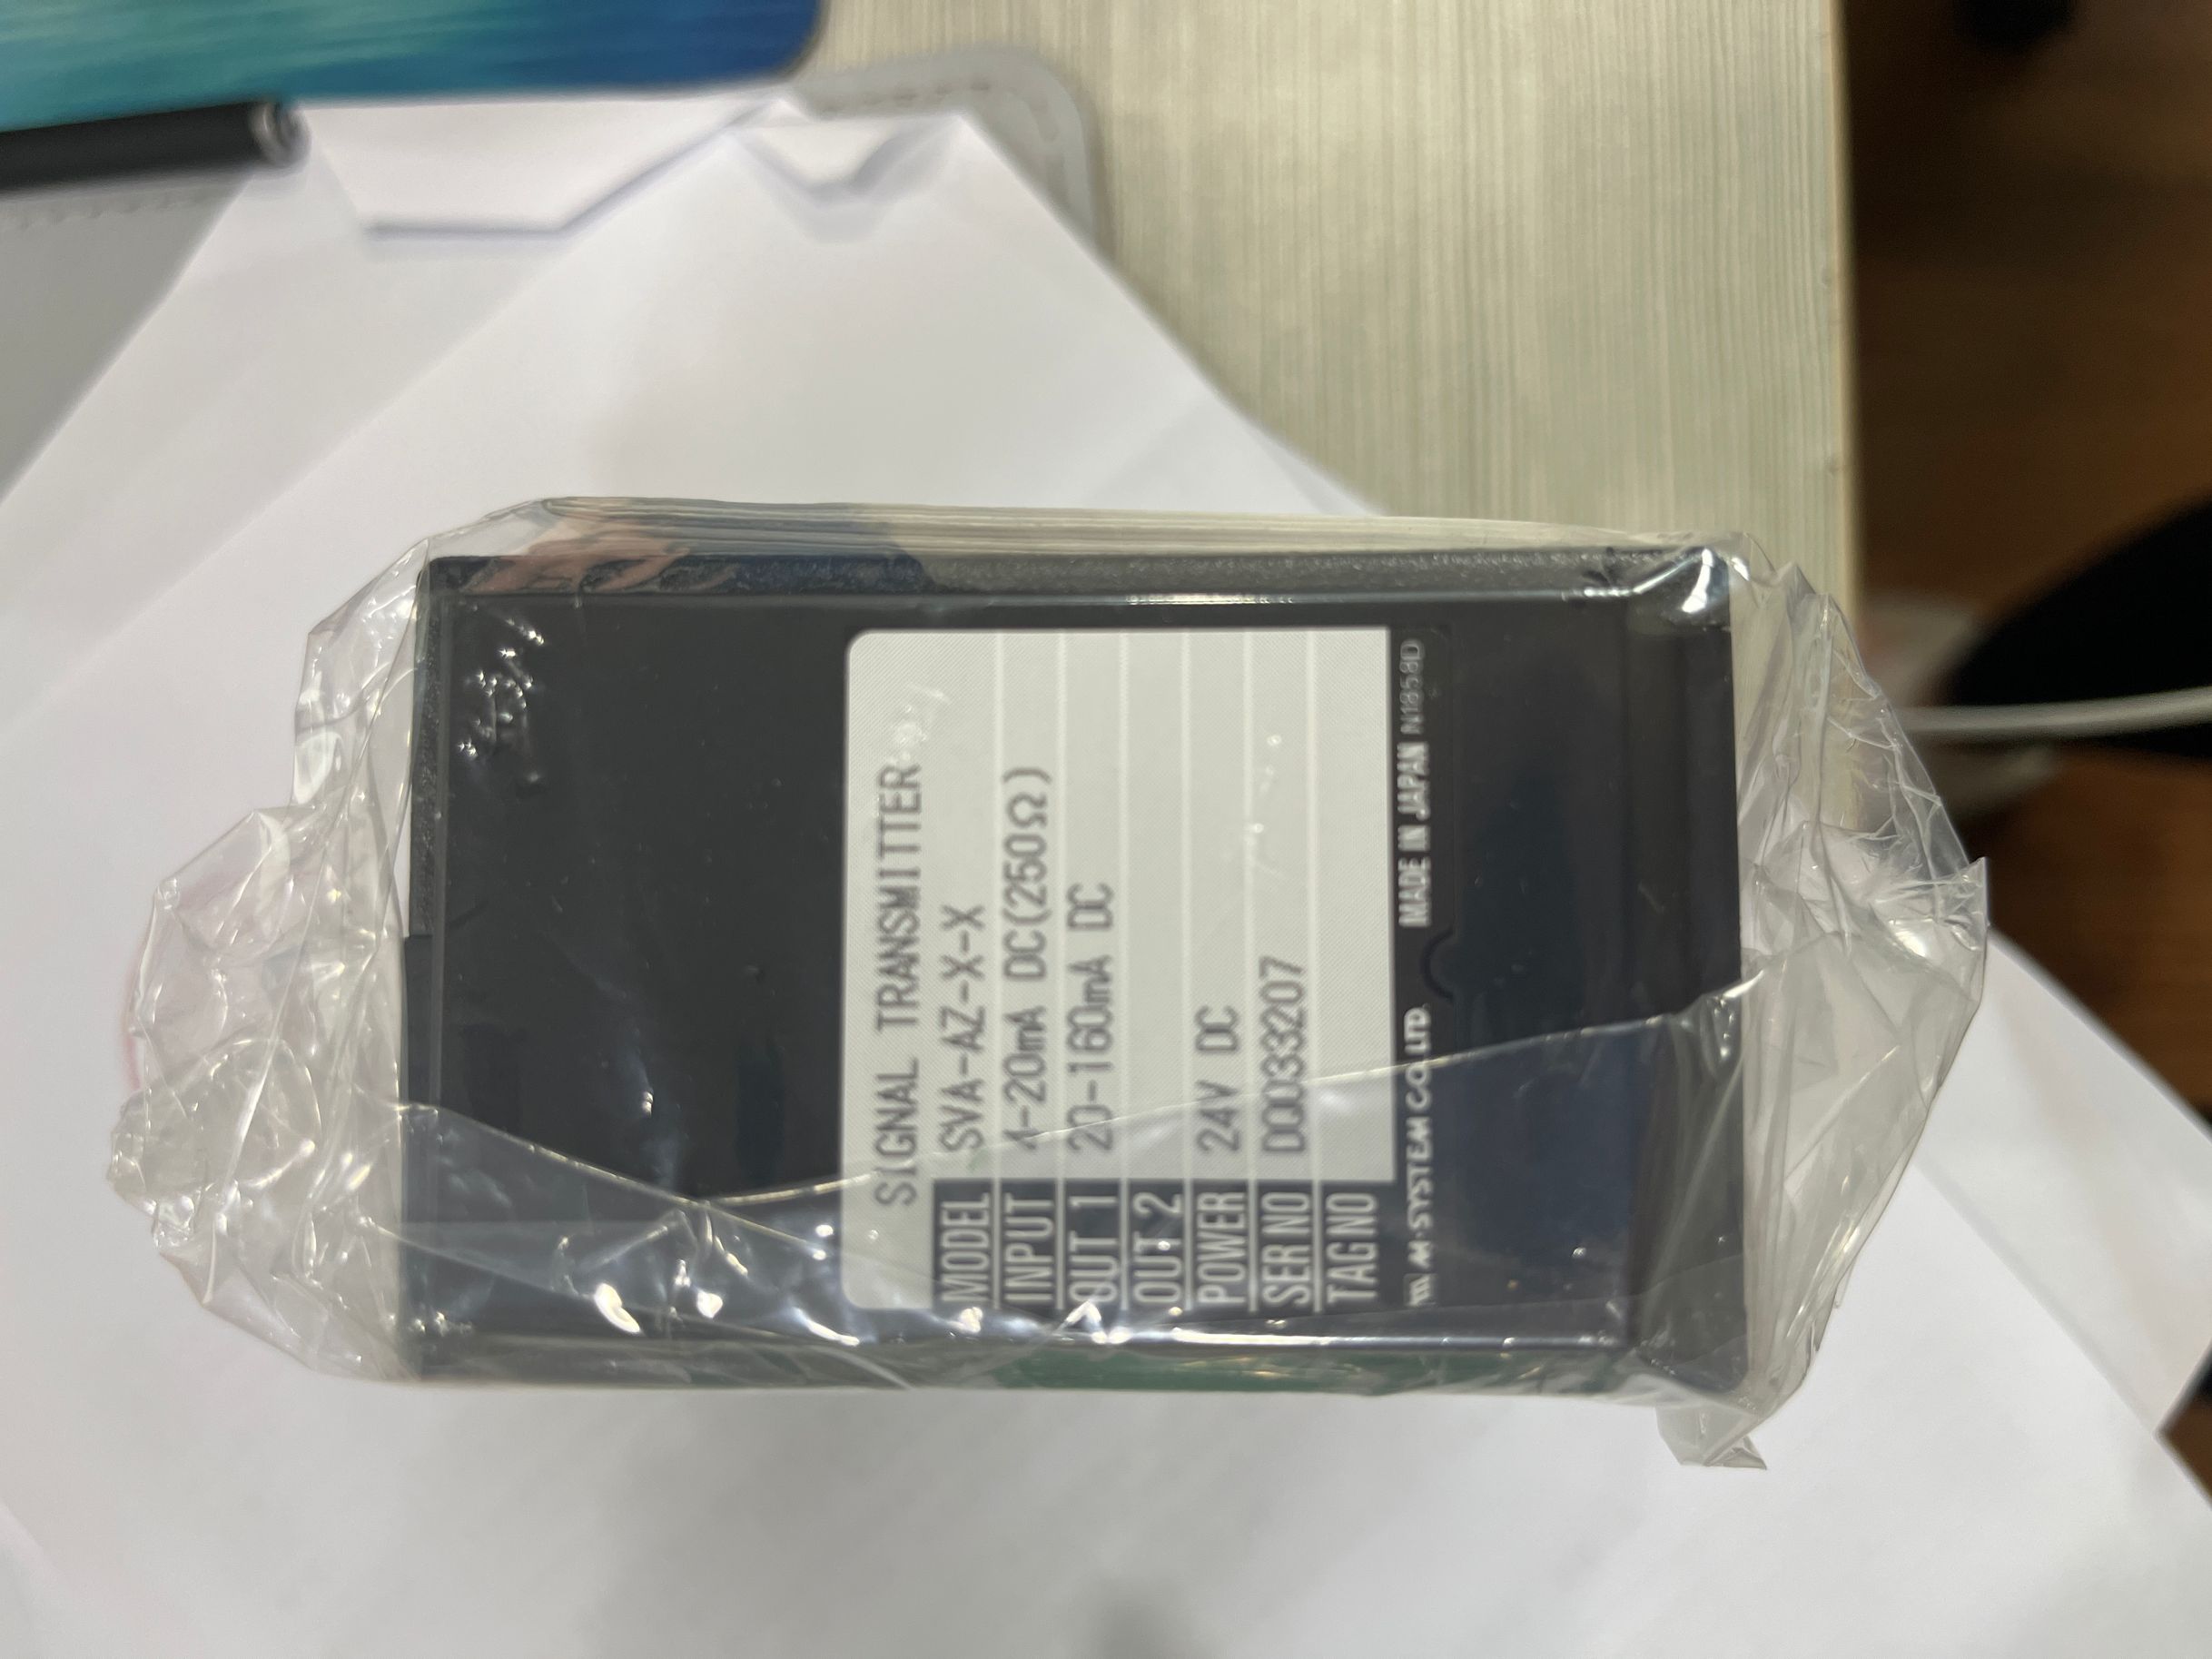 SIGNAL TRANSMITTER
MODEL SVA-AZ-X-X
INPUT 4-20mA DC(250Ω)
OUT 1 20-160mA DC
OUT 2
POWER 24V DC
SER NO DQ033207
TAG NO
M-SYSTEM CO.,LTD. MADE IN JAPAN N1858D